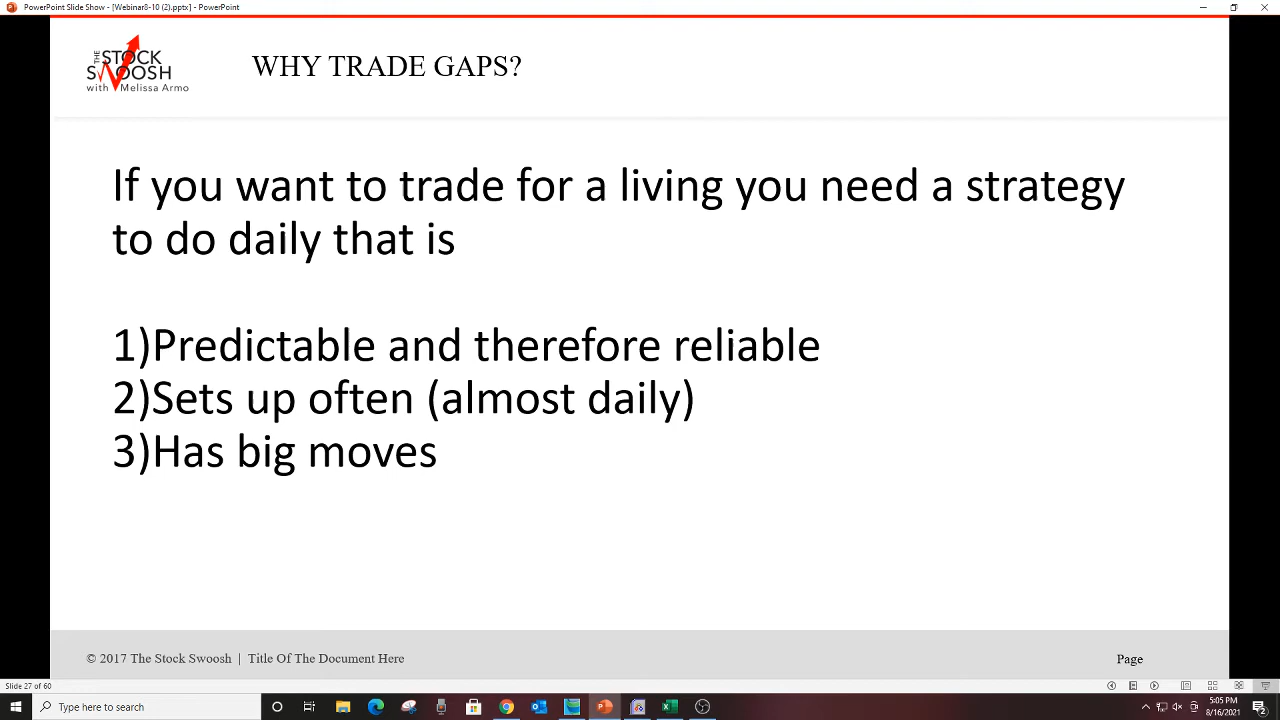 PowerPoint Slide Show - [Webinar8-10 (2).pptx] - PowerPoint
THE
STOCK
SWOOSH
with Melissa Armo
WHY TRADE GAPS?
If you want to trade for a living you need a strategy
to do daily that is
1)Predictable and therefore reliable
2)Sets up often (almost daily)
3)Has big moves
© 2017 The Stock Swoosh | Title Of The Document Here
Page
Slide 27 of 60
Type here to search
5:05 PM
8/16/2021
2